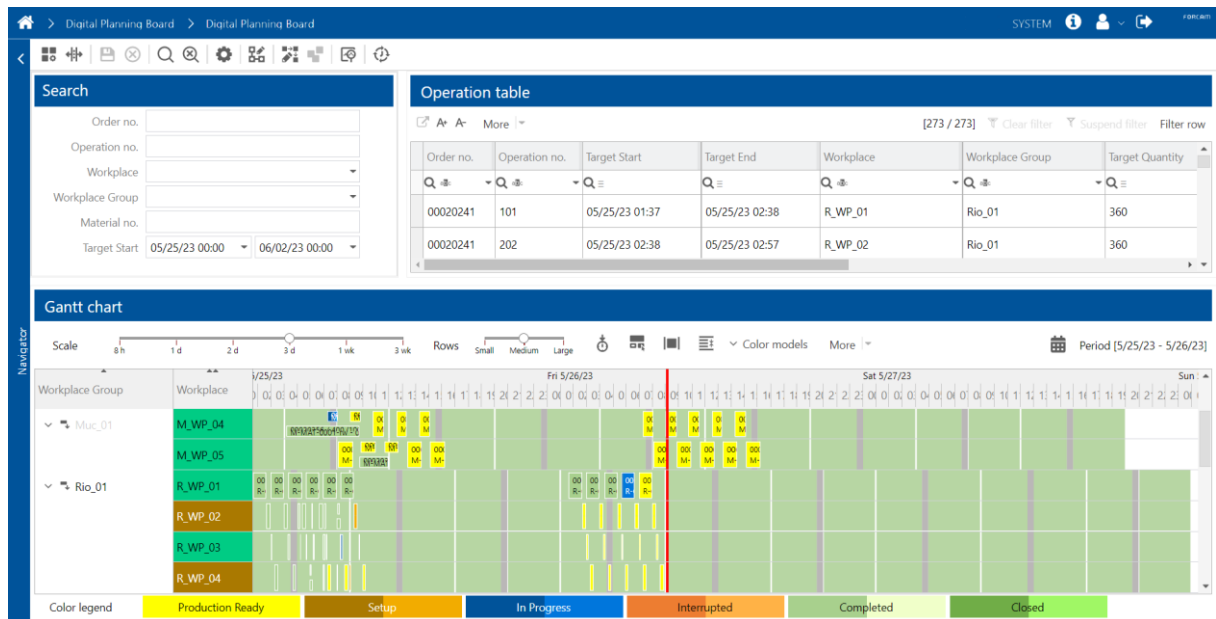 > Digital Planning Board > Digital Planning Board
SYSTEM
FORCAM
Search
Order no.
Operation no.
Workplace
Workplace Group
Material no.
Target Start 05/25/23 00:00 06/02/23 00:00
Operation table
A+ A- More
[273 / 273] Clear filter Suspend filter Filter row
Order no. Operation no. Target Start Target End Workplace Workplace Group Target Quantity
00020241 101 05/25/23 01:37 05/25/23 02:38 R_WP_01 Rio_01 360
00020241 202 05/25/23 02:38 05/25/23 02:57 R_WP_02 Rio_01 360
Navigator
Gantt chart
Scale 8 h 1 d 2 d 3 d 1 wk 3 wk
Rows Small Medium Large
Color models More
Period [5/25/23 - 5/26/23]
Workplace Group Workplace
/25/23 Fri 5/26/23 Sat 5/27/23 Sun
Muc_01 M_WP_04
M_WP_05
Rio_01 R_WP_01
R_WP_02
R_WP_03
R_WP_04
Color legend Production Ready Setup In Progress Interrupted Completed Closed